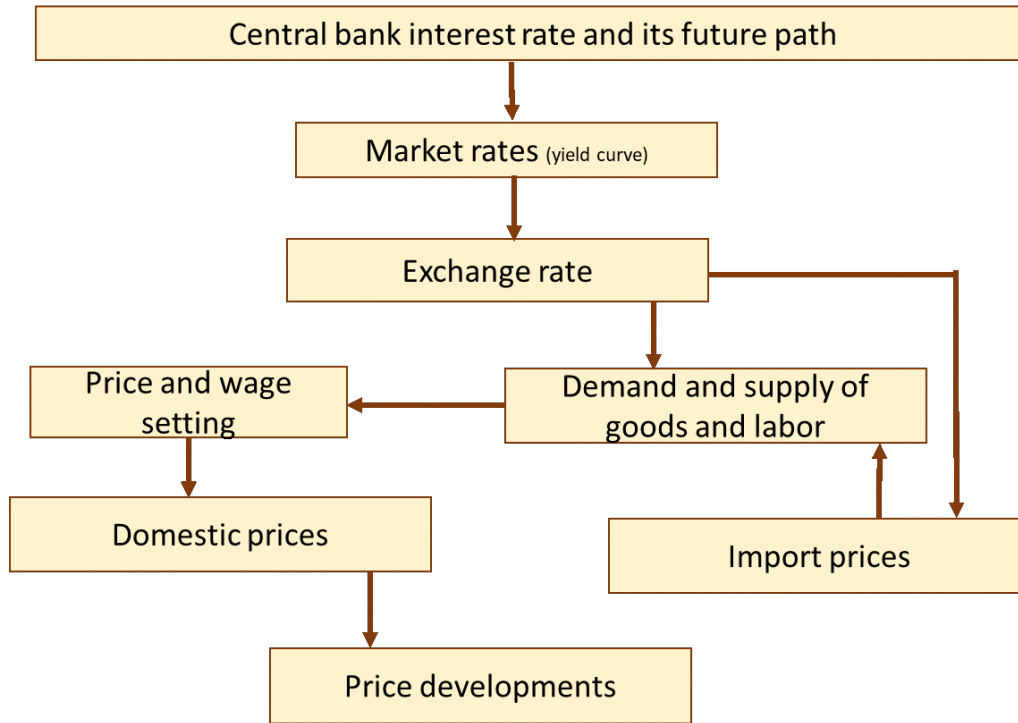 Central bank interest rate and its future path
Market rates (yield curve)
Exchange rate
Price and wage
setting
Demand and supply of
goods and labor
Domestic prices
Import prices
Price developments